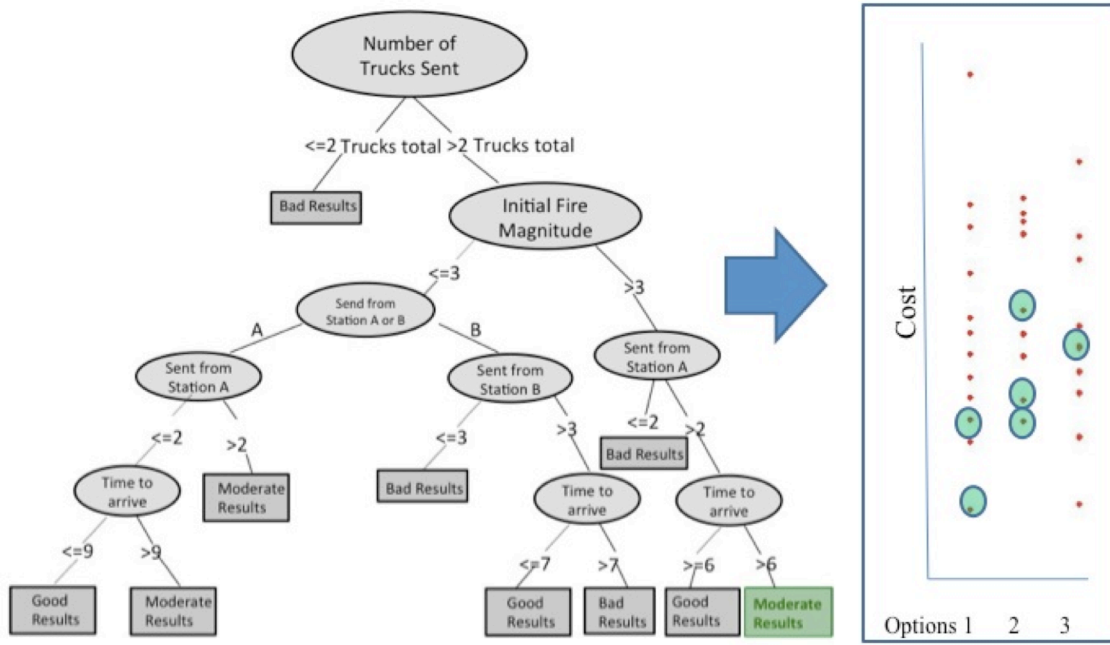 Number of
Trucks Sent
<=2 Trucks total >2 Trucks total
Bad Results
Initial Fire
Magnitude
<=3
>3
Send from
Station A or B
A
B
Sent from
Station A
Sent from
Station B
Sent from
Station A
<=2
>2
<=3
>3
<=2
>2
Bad Results
Time to
arrive
Moderate
Results
Bad Results
Time to
arrive
Time to
arrive
<=9
>9
<=7
>7
>=6
>6
Good
Results
Moderate
Results
Good
Results
Bad
Results
Good
Results
Moderate
Results
Cost
Options 1 2 3